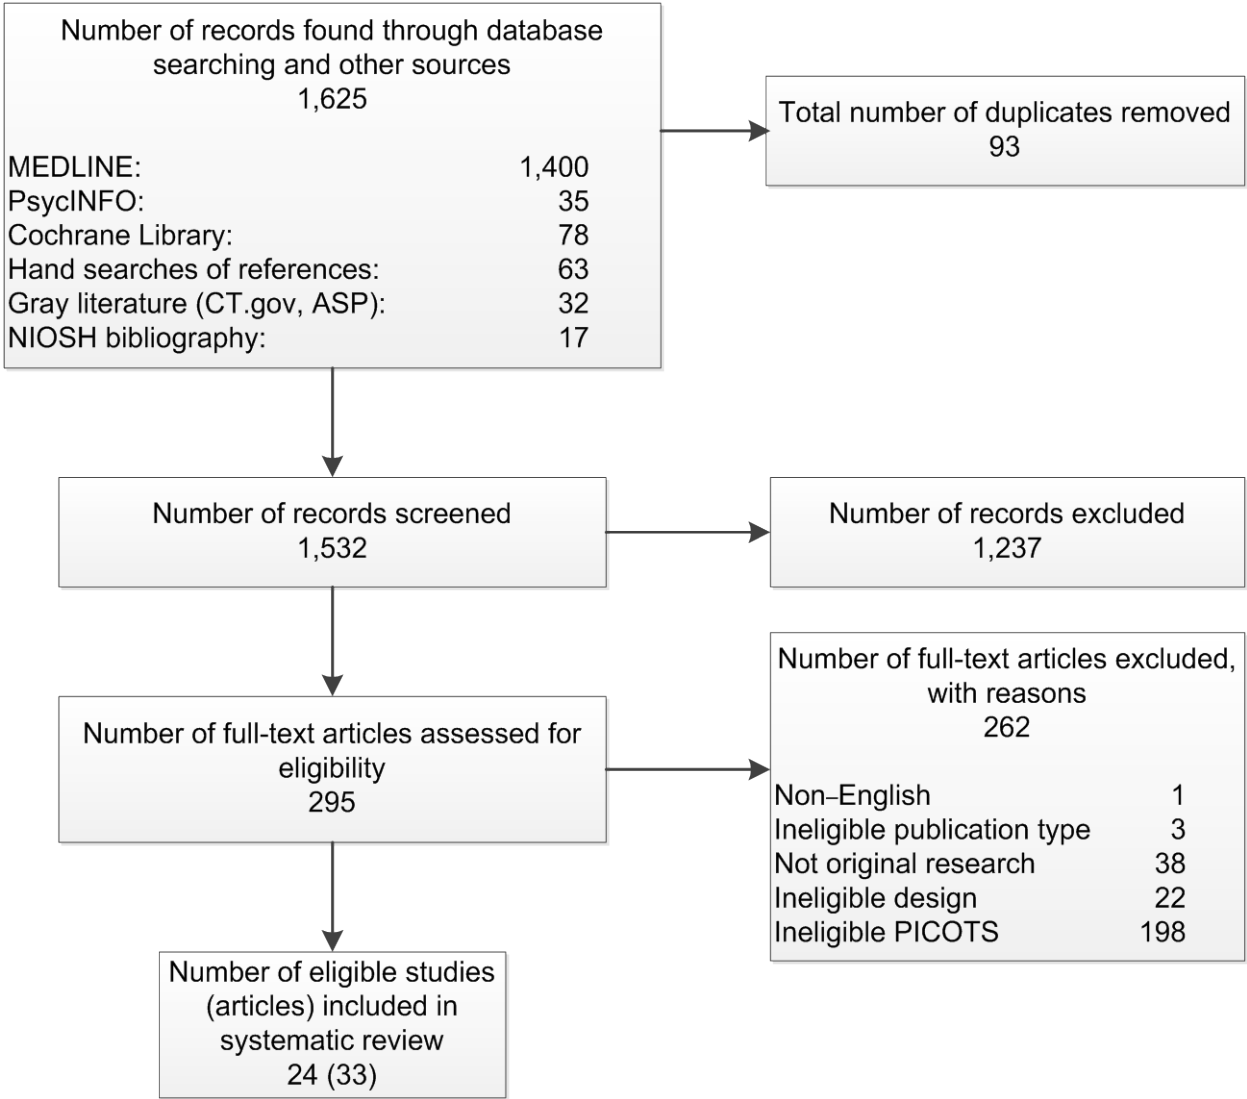 Number of records found through database
searching and other sources
1,625
MEDLINE: 1,400
PsycINFO: 35
Cochrane Library: 78
Hand searches of references: 63
Gray literature (CT.gov, ASP): 32
NIOSH bibliography: 17
Total number of duplicates removed
93
Number of records screened
1,532
Number of records excluded
1,237
Number of full-text articles assessed for
eligibility
295
Number of full-text articles excluded,
with reasons
262
Non–English 1
Ineligible publication type 3
Not original research 38
Ineligible design 22
Ineligible PICOTS 198
Number of eligible studies
(articles) included in
systematic review
24 (33)